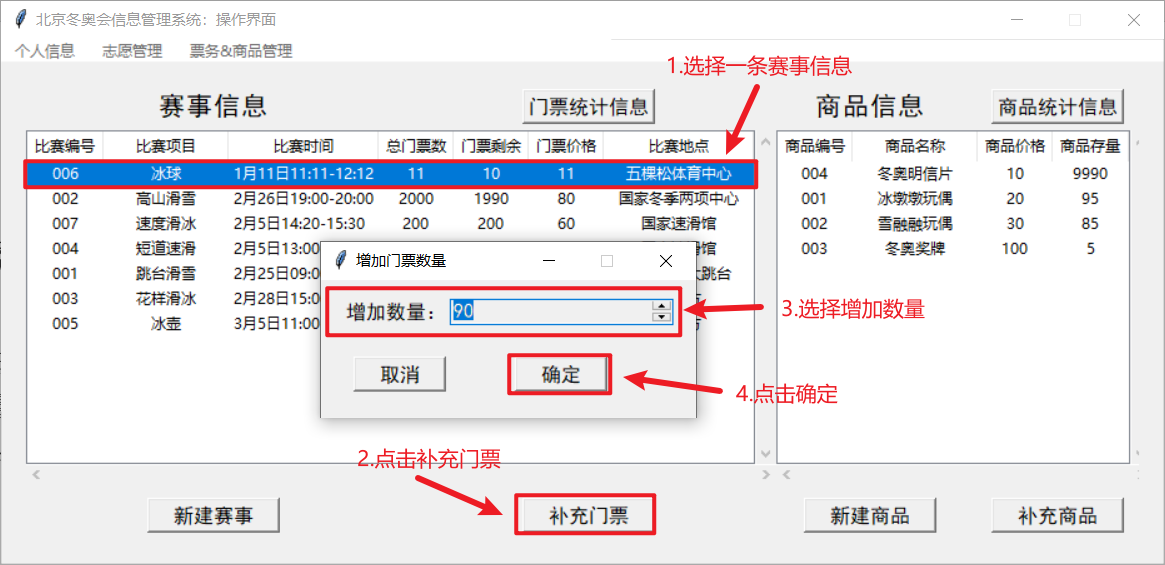 北京冬奥会信息管理系统：操作界面
个人信息 志愿管理 票务&商品管理
1.选择一条赛事信息
赛事信息 门票统计信息 商品信息 商品统计信息
比赛编号 比赛项目 比赛时间 总门票数 门票剩余 门票价格 比赛地点 商品编号 商品名称 商品价格 商品存量
006 冰球 1月11日11:11-12:12 11 10 11 五棵松体育中心 004 冬奥明信片 10 9990
002 高山滑雪 2月26日19:00-20:00 2000 1990 80 国家冬季两项中心 001 冰墩墩玩偶 20 95
007 速度滑冰 2月5日14:20-15:30 200 200 60 国家速滑馆 002 雪融融玩偶 30 85
004 短道速滑 2月5日13:00 滑馆 003 冬奥奖牌 100 5
001 跳台滑雪 2月25日09:0 大跳台
003 花样滑冰 2月28日15:0
005 冰壶 3月5日11:00
增加门票数量
增加数量： 90
3.选择增加数量
取消 确定
4.点击确定
2.点击补充门票
新建赛事 补充门票 新建商品 补充商品